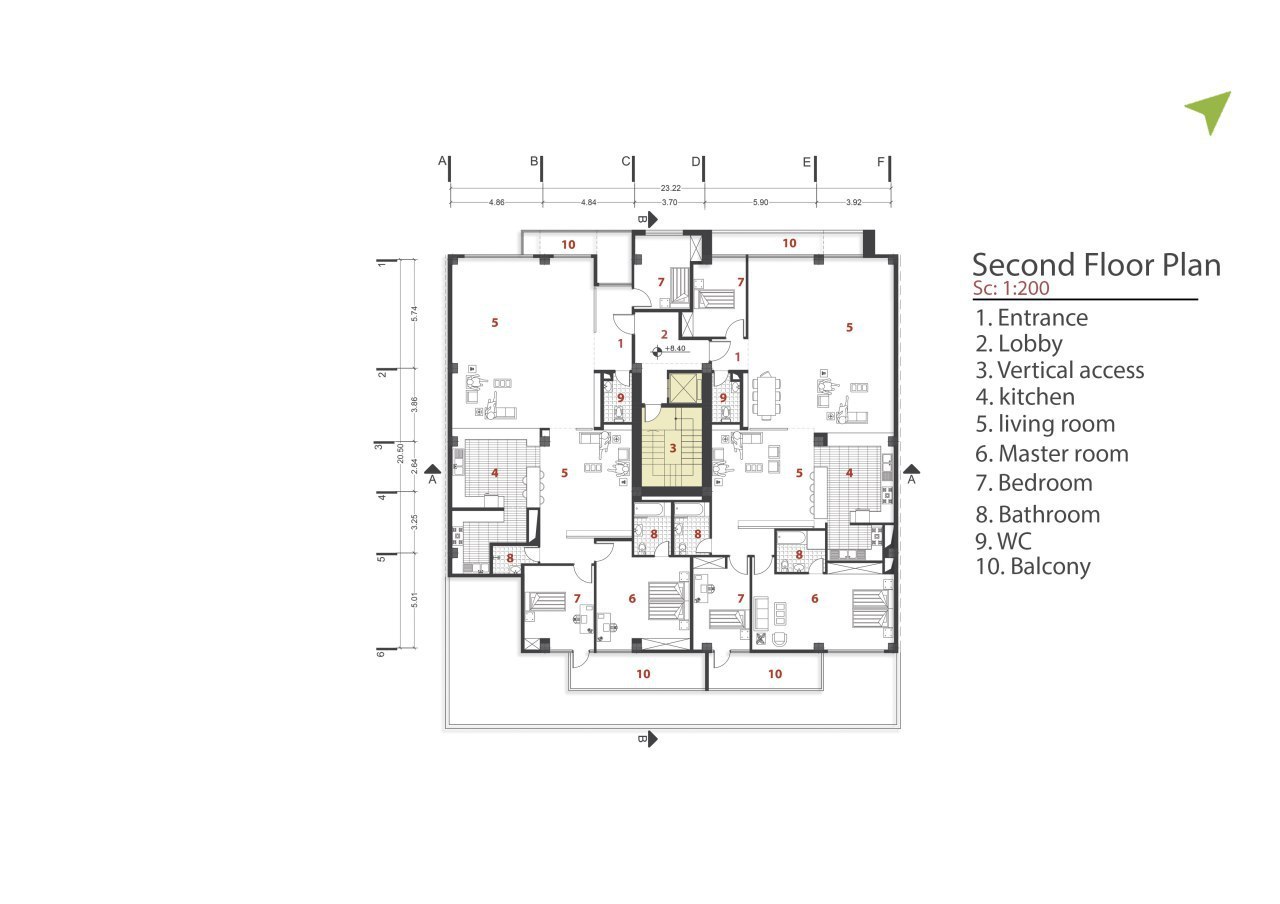 A B C D E F
23.22
4.86 4.84 3.70 5.90 3.92
B
10 10
1
7 7
5.74
5 2 5
+8.40
1 1
2
9 9
3.86
3
20.50
3
2.64
A 4 5 5 4 A
4
3.25
8 8 8 8
5
7 6 7 6
5.01
6
10 10
B
Second Floor Plan
Sc: 1:200
1. Entrance
2. Lobby
3. Vertical access
4. kitchen
5. living room
6. Master room
7. Bedroom
8. Bathroom
9. WC
10. Balcony